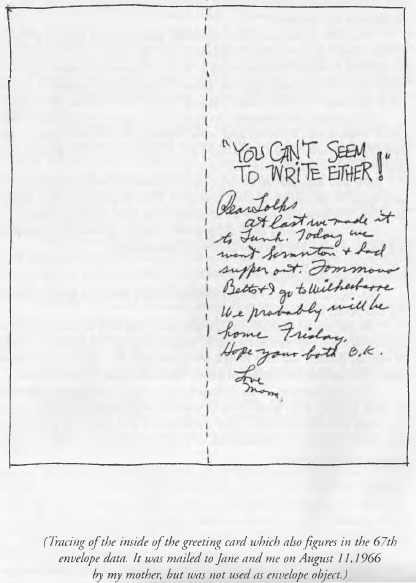 "YOU CAN'T SEEM
TO WRITE EITHER!"
Dear Folks
at last we made it
to Tunk. Today we
went Scranton & had
supper out. Tommorow
Betts & I go to Wilkesbarre
We probably will be
home Friday.
Hope your both O.K.
Love
Mom,
(Tracing of the inside of the greeting card which also figures in the 67th
envelope data. It was mailed to Jane and me on August 11,1966
by my mother, but was not used as envelope object.)